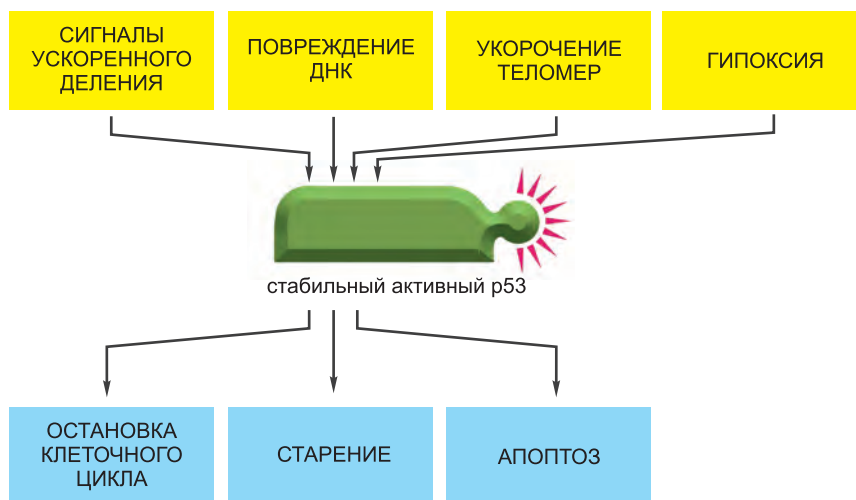 СИГНАЛЫ
УСКОРЕННОГО
ДЕЛЕНИЯ
ПОВРЕЖДЕНИЕ
ДНК
УКОРОЧЕНИЕ
ТЕЛОМЕР
ГИПОКСИЯ
стабильный активный p53
ОСТАНОВКА
КЛЕТОЧНОГО
ЦИКЛА
СТАРЕНИЕ
АПОПТОЗ